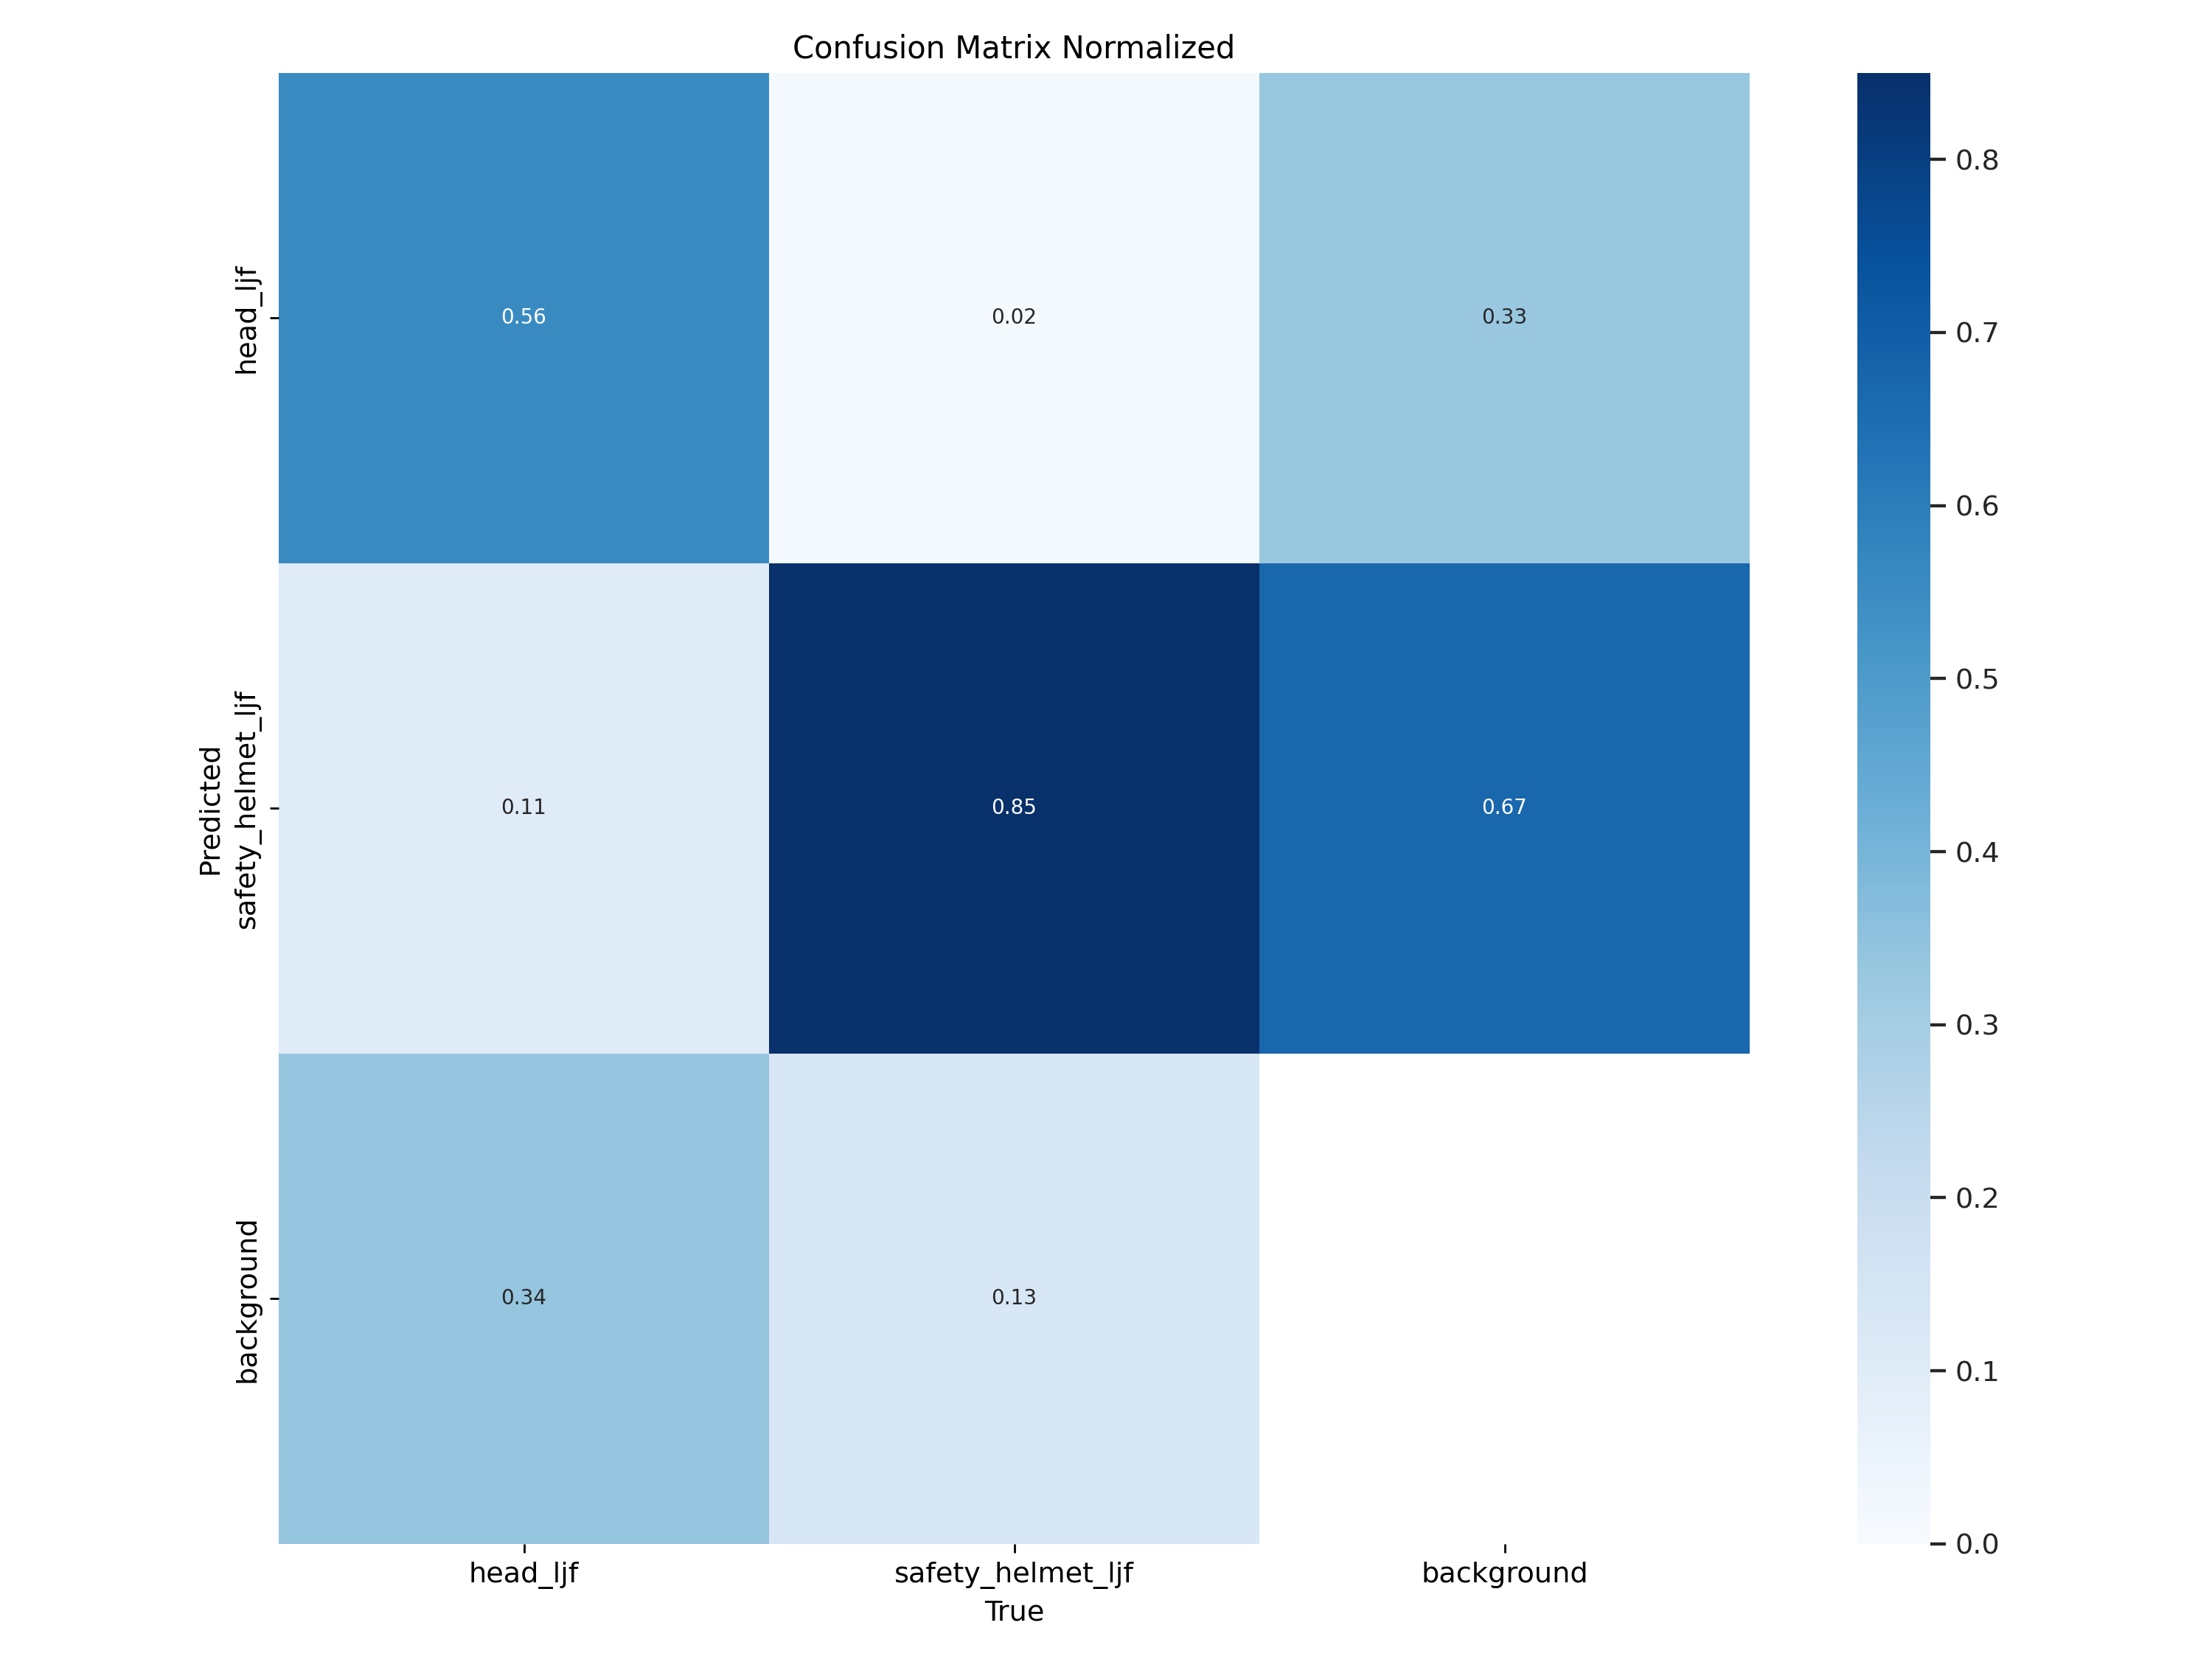 Confusion Matrix Normalized
head_ljf
0.56
0.02
0.33
Predicted
safety_helmet_ljf
0.11
0.85
0.67
background
0.34
0.13
head_ljf
safety_helmet_ljf
background
True
0.8
0.7
0.6
0.5
0.4
0.3
0.2
0.1
0.0